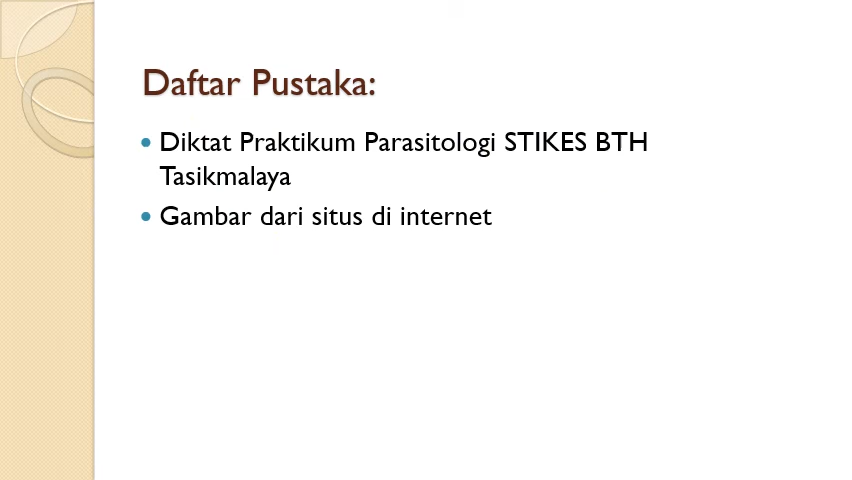 Daftar Pustaka:
• Diktat Praktikum Parasitologi STIKES BTH
Tasikmalaya
• Gambar dari situs di internet